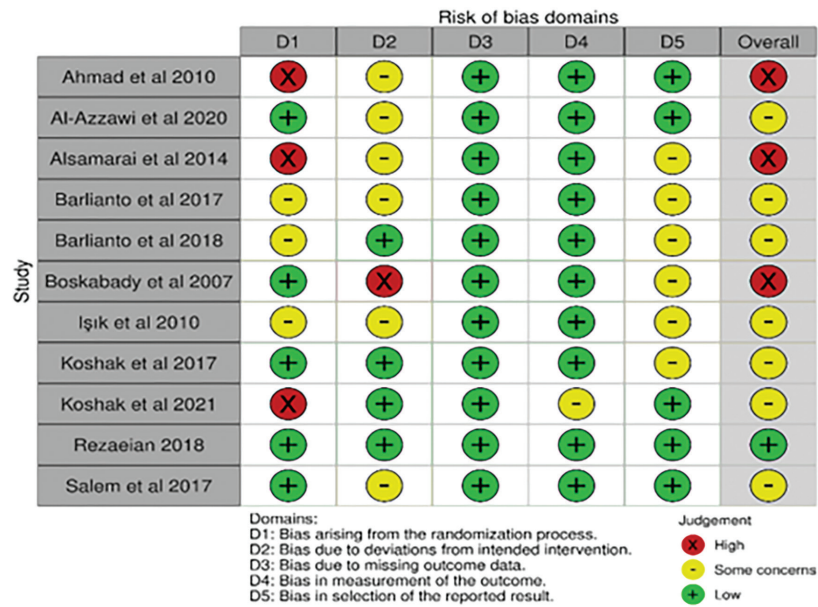 Risk of bias domains
D1 D2 D3 D4 D5 Overall
Study
Ahmad et al 2010 X - + + + X
Al-Azzawi et al 2020 + - + + + -
Alsamarai et al 2014 X - + + - X
Barlianto et al 2017 - - + + - -
Barlianto et al 2018 - + + + - -
Boskabady et al 2007 + X + + - X
Işık et al 2010 - - + + - -
Koshak et al 2017 + + + + - -
Koshak et al 2021 X + + - + -
Rezaeian 2018 + + + + + +
Salem et al 2017 + - + + + -
Domains:
D1: Bias arising from the randomization process.
D2: Bias due to deviations from intended intervention.
D3: Bias due to missing outcome data.
D4: Bias in measurement of the outcome.
D5: Bias in selection of the reported result.
Judgement
X High
- Some concerns
+ Low